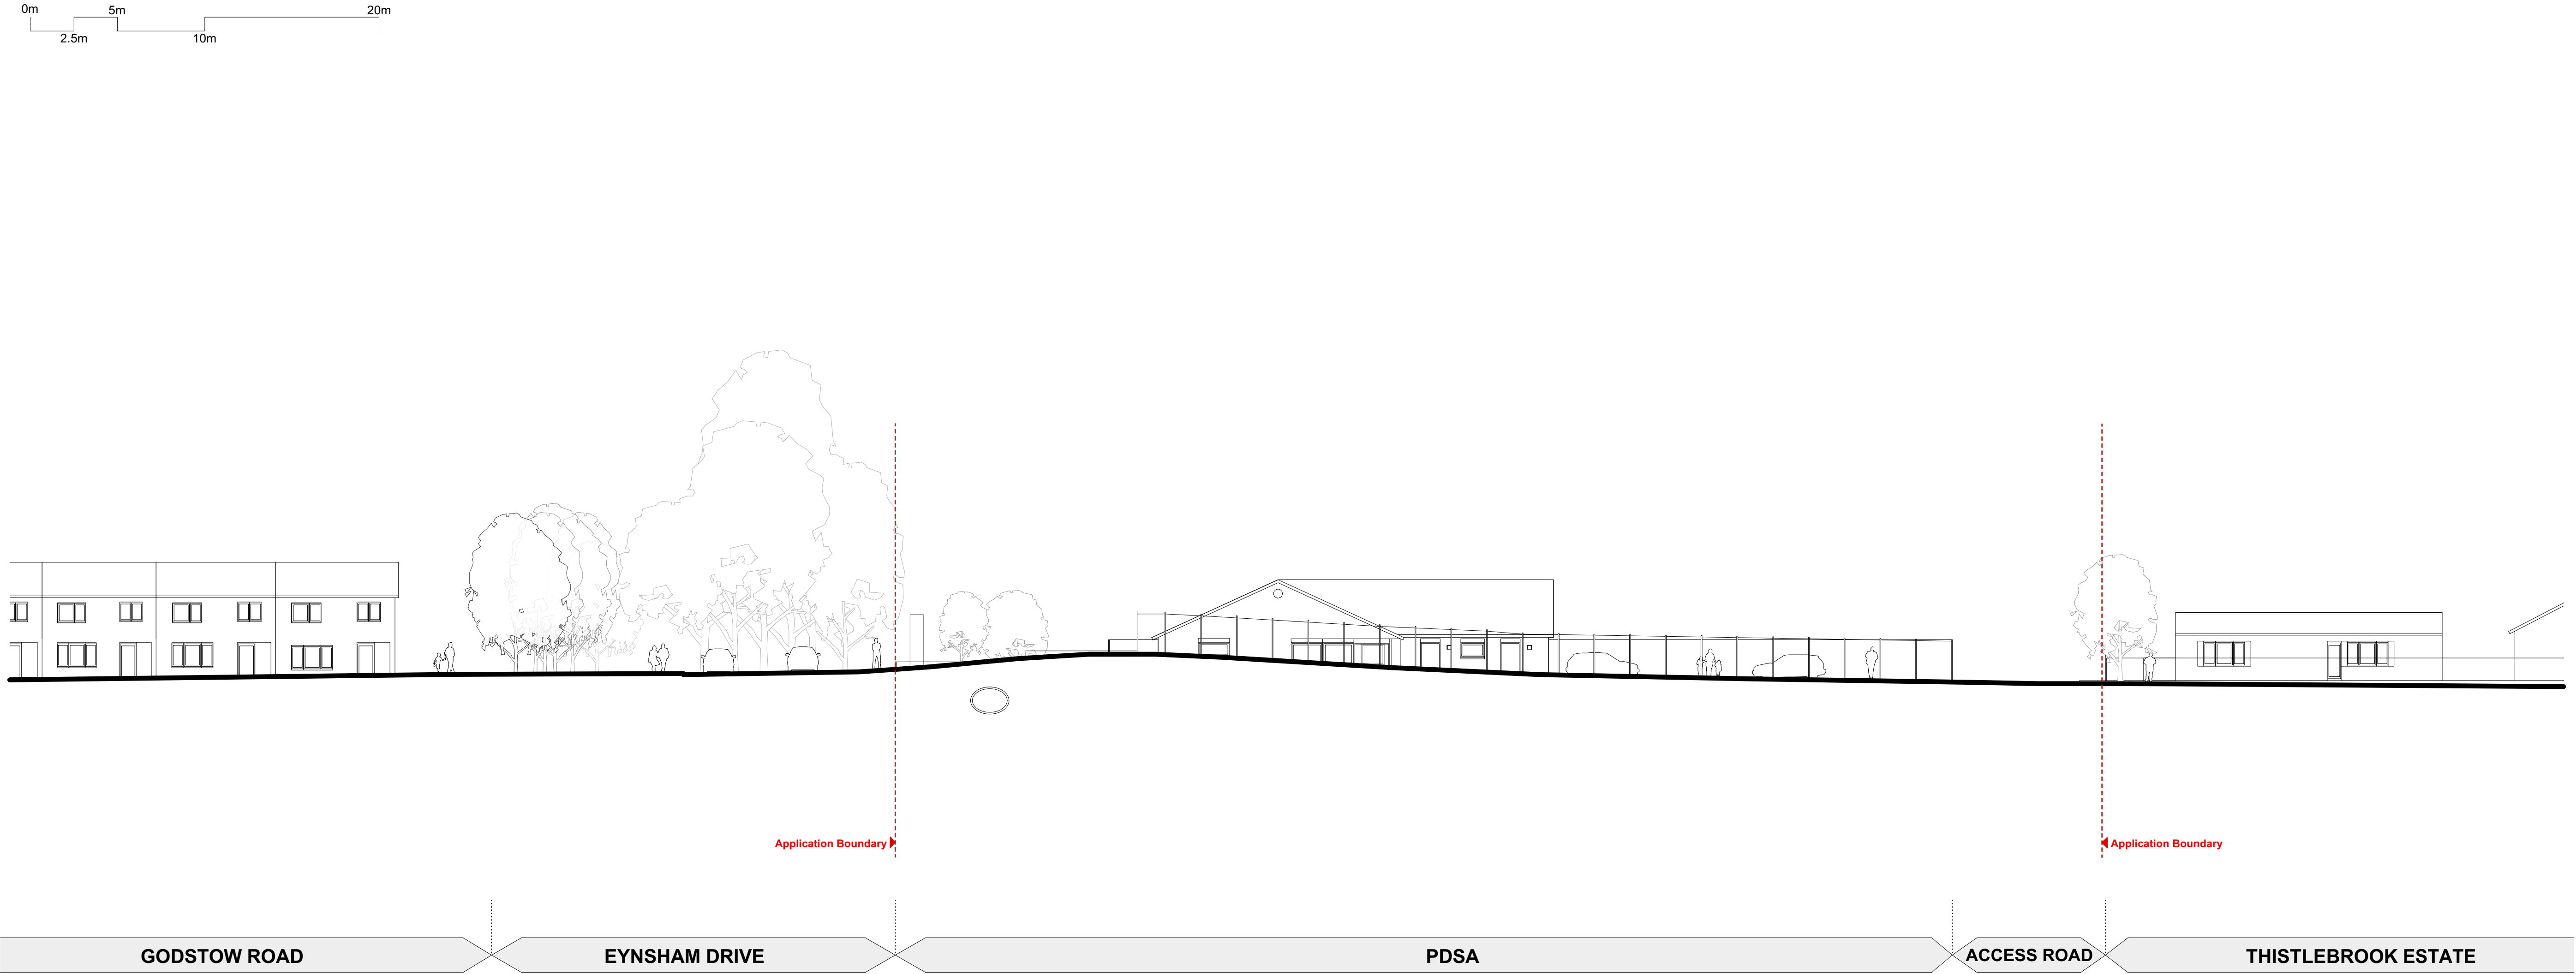 0m 5m 20m
2.5m 10m
Application Boundary Application Boundary
GODSTOW ROAD EYNSHAM DRIVE PDSA ACCESS ROAD THISTLEBROOK ESTATE